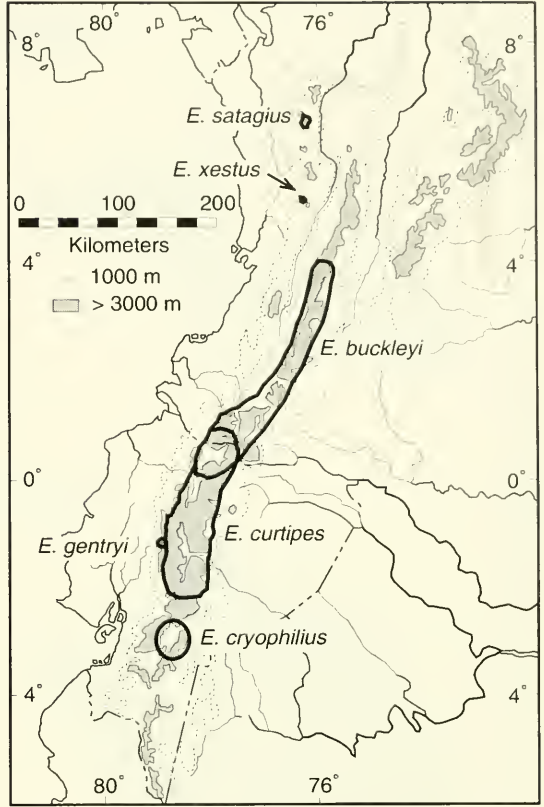 80° 76°
8° 8°
E. satagius
E. xestus
0 100 200
Kilometers
4° 4°
1000 m
> 3000 m
E. buckleyi
0° 0°
E. curtipes
E. gentryi
E. cryophilius
4° 4°
80° 76°